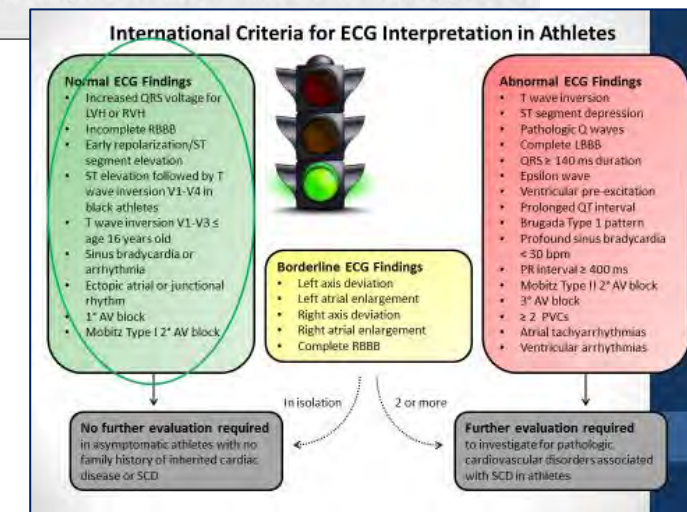 International Criteria for ECG Interpretation in Athletes
Normal ECG Findings
• Increased QRS voltage for
LVH or RVH
• Incomplete RBBB
• Early repolarization/ST
segment elevation
• ST elevation followed by T
wave inversion V1-V4 in
black athletes
• T wave inversion V1-V3 ≤
age 16 years old
• Sinus bradycardia or
arrhythmia
• Ectopic atrial or junctional
rhythm
• 1° AV block
• Mobitz Type I 2° AV block
Borderline ECG Findings
• Left axis deviation
• Left atrial enlargement
• Right axis deviation
• Right atrial enlargement
• Complete RBBB
Abnormal ECG Findings
• T wave inversion
• ST segment depression
• Pathologic Q waves
• Complete LBBB
• QRS ≥ 140 ms duration
• Epsilon wave
• Ventricular pre-excitation
• Prolonged QT interval
• Brugada Type 1 pattern
• Profound sinus bradycardia
< 30 bpm
• PR interval ≥ 400 ms
• Mobitz Type II 2° AV block
• 3° AV block
• ≥ 2 PVCs
• Atrial tachyarrhythmias
• Ventricular arrhythmias
In isolation
2 or more
No further evaluation required
in asymptomatic athletes with no
family history of inherited cardiac
disease or SCD
Further evaluation required
to investigate for pathologic
cardiovascular disorders associated
with SCD in athletes